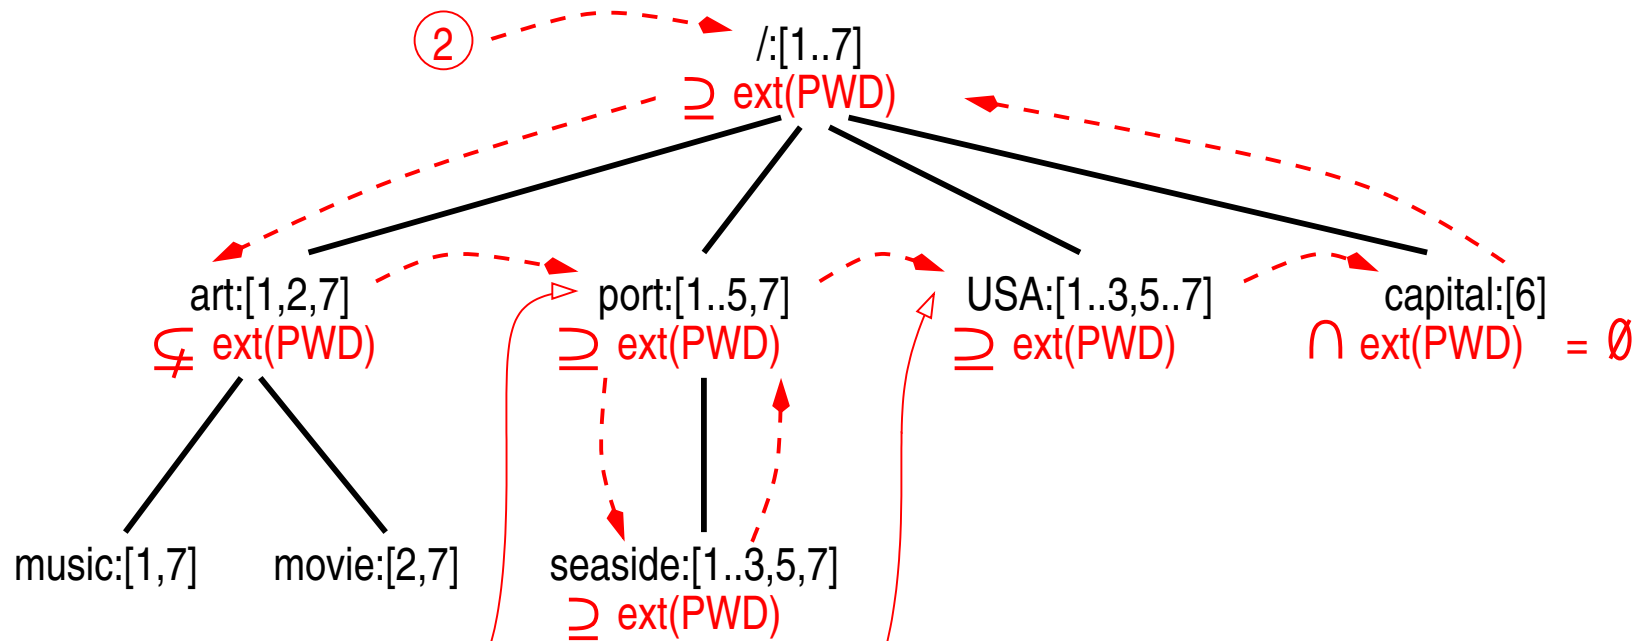 2
/:[1..7]
⊇ ext(PWD)
art:[1,2,7] port:[1..5,7] USA:[1..3,5..7] capital:[6]
⊊ ext(PWD) ⊇ ext(PWD) ⊇ ext(PWD) ∩ ext(PWD) = ∅
music:[1,7] movie:[2,7] seaside:[1..3,5,7]
⊇ ext(PWD)